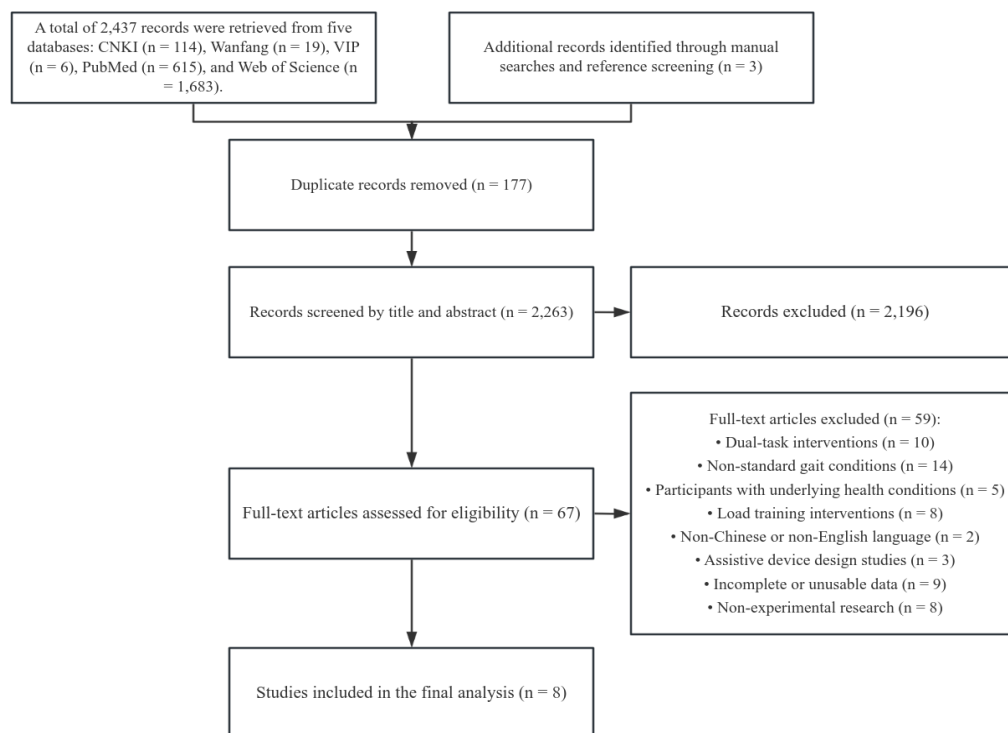 A total of 2,437 records were retrieved from five
databases: CNKI (n = 114), Wanfang (n = 19), VIP
(n = 6), PubMed (n = 615), and Web of Science (n
= 1,683).
Additional records identified through manual
searches and reference screening (n = 3)
Duplicate records removed (n = 177)
Records screened by title and abstract (n = 2,263)
Records excluded (n = 2,196)
Full-text articles excluded (n = 59):
• Dual-task interventions (n = 10)
• Non-standard gait conditions (n = 14)
• Participants with underlying health conditions (n = 5)
• Load training interventions (n = 8)
• Non-Chinese or non-English language (n = 2)
• Assistive device design studies (n = 3)
• Incomplete or unusable data (n = 9)
• Non-experimental research (n = 8)
Full-text articles assessed for eligibility (n = 67)
Studies included in the final analysis (n = 8)